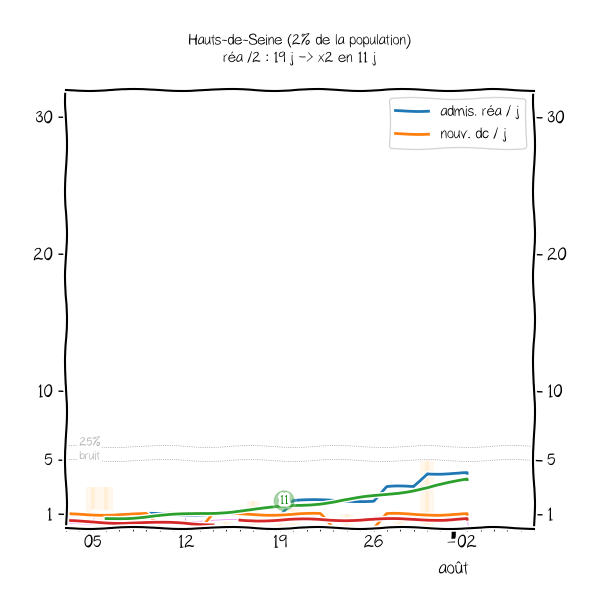 Hauts-de-Seine (2% de la population)
réa /2 : 19 j -> x2 en 11 j
admis. réa / j
nouv. dc / j
30
30
20
20
10
10
25%
bruit
5
5
11
1
1
05
12
19
26
02
août